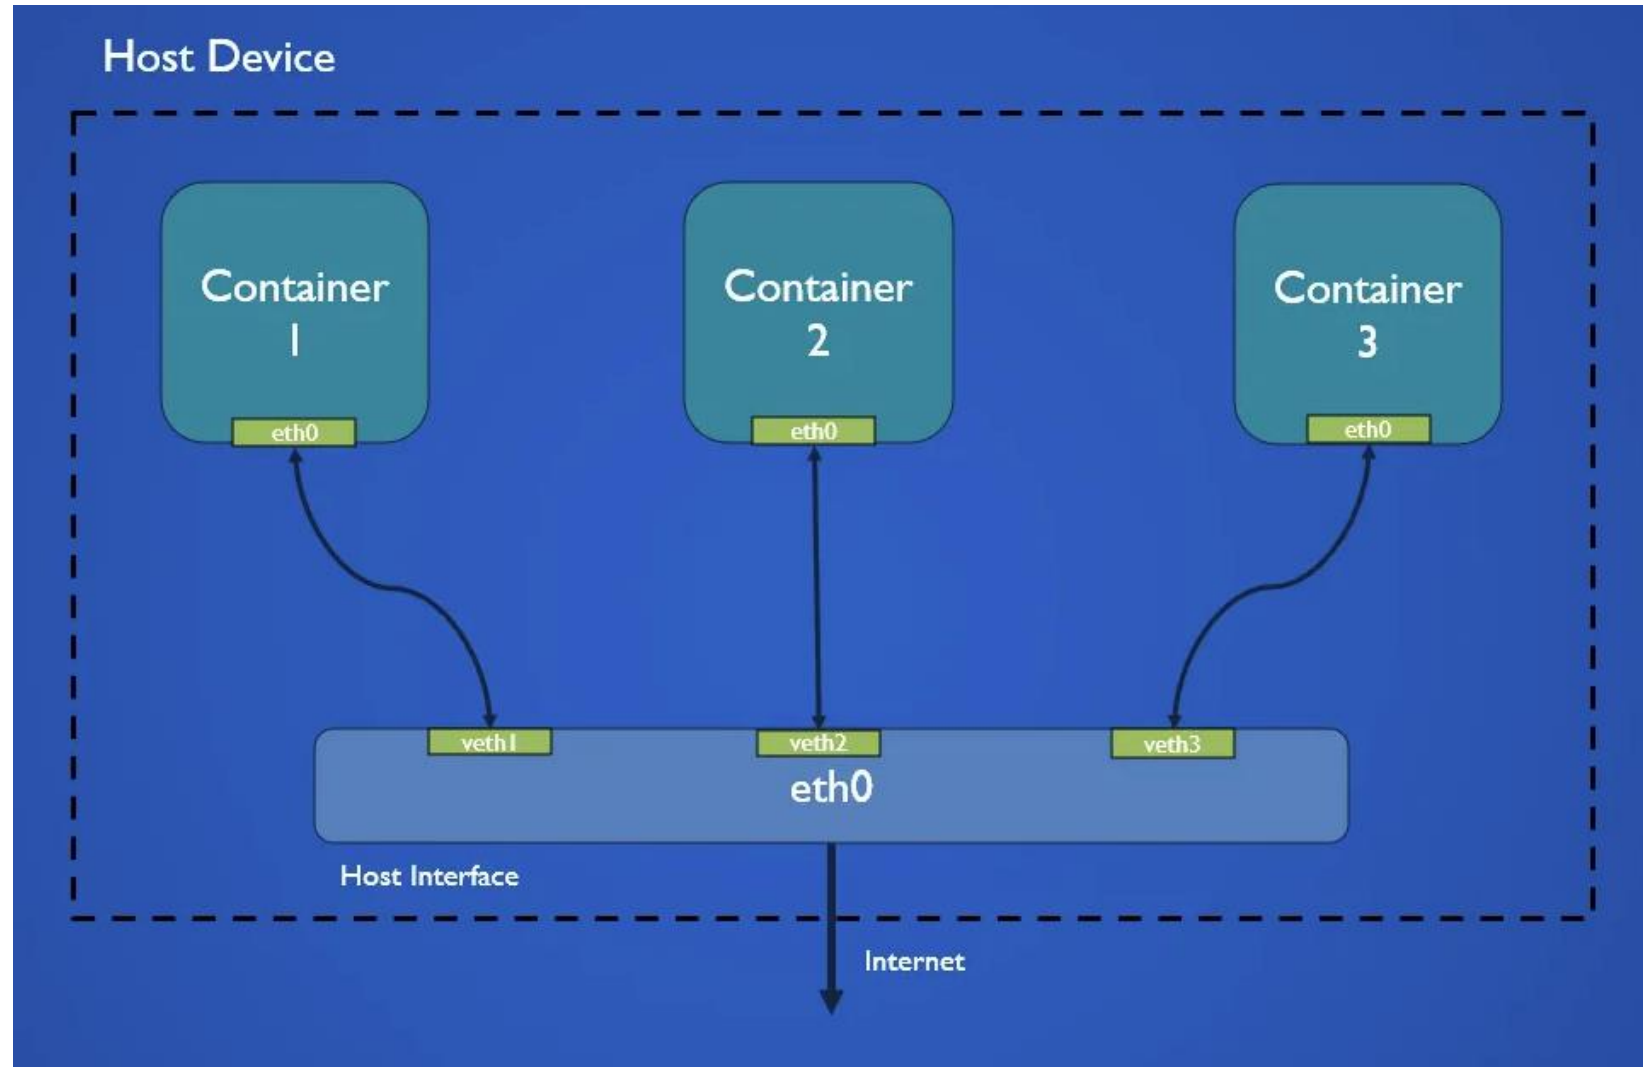 Host Device
Container
1
Container
2
Container
3
eth0
eth0
eth0
veth1
veth2
veth3
eth0
Host Interface
Internet